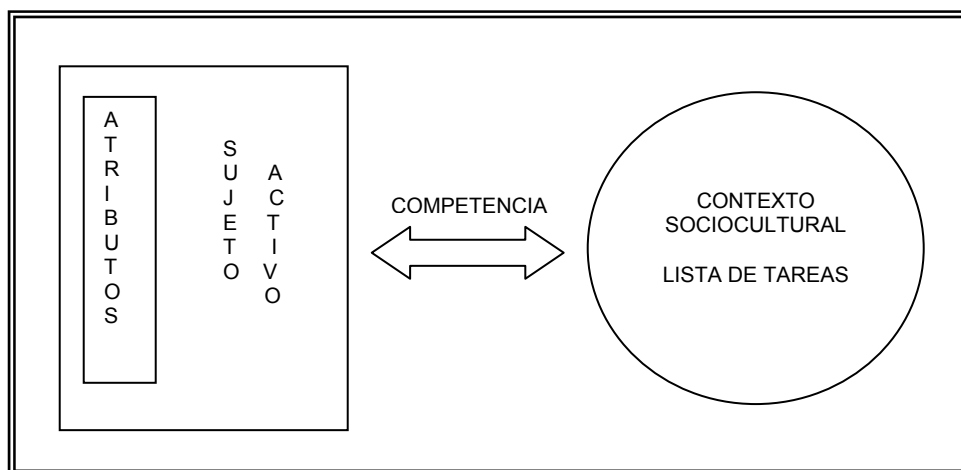 ATRIBUTOS
SUJETO
ACTIVO
COMPETENCIA
CONTEXTO
SOCIOCULTURAL
LISTA DE TAREAS